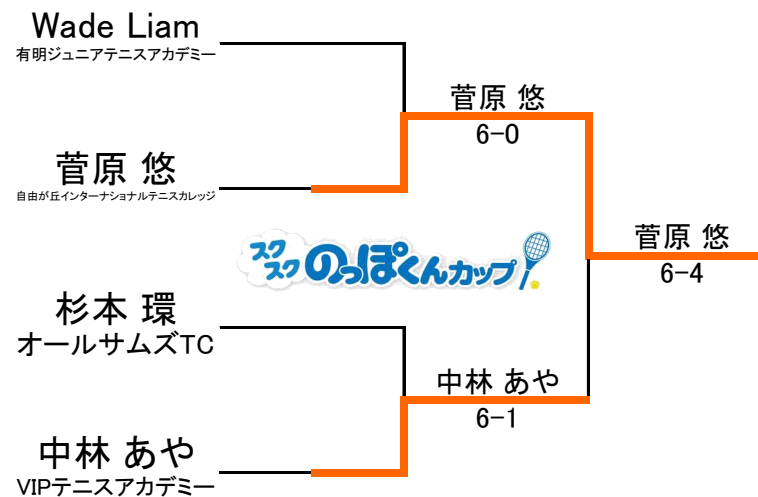 Wade Liam
有明ジュニアテニスアカデミー
菅原 悠
6-0
菅原 悠
自由が丘インターナショナルテニスカレッジ
菅原 悠
6-4
スクスク のっぽくんカップ
杉本 環
オールサムズTC
中林 あや
6-1
中林 あや
VIPテニスアカデミー